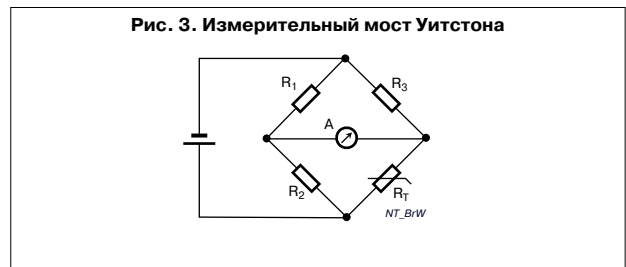 Рис. 3. Измерительный мост Уитстона
R1
R3
A
R2
RT
NT_BrW